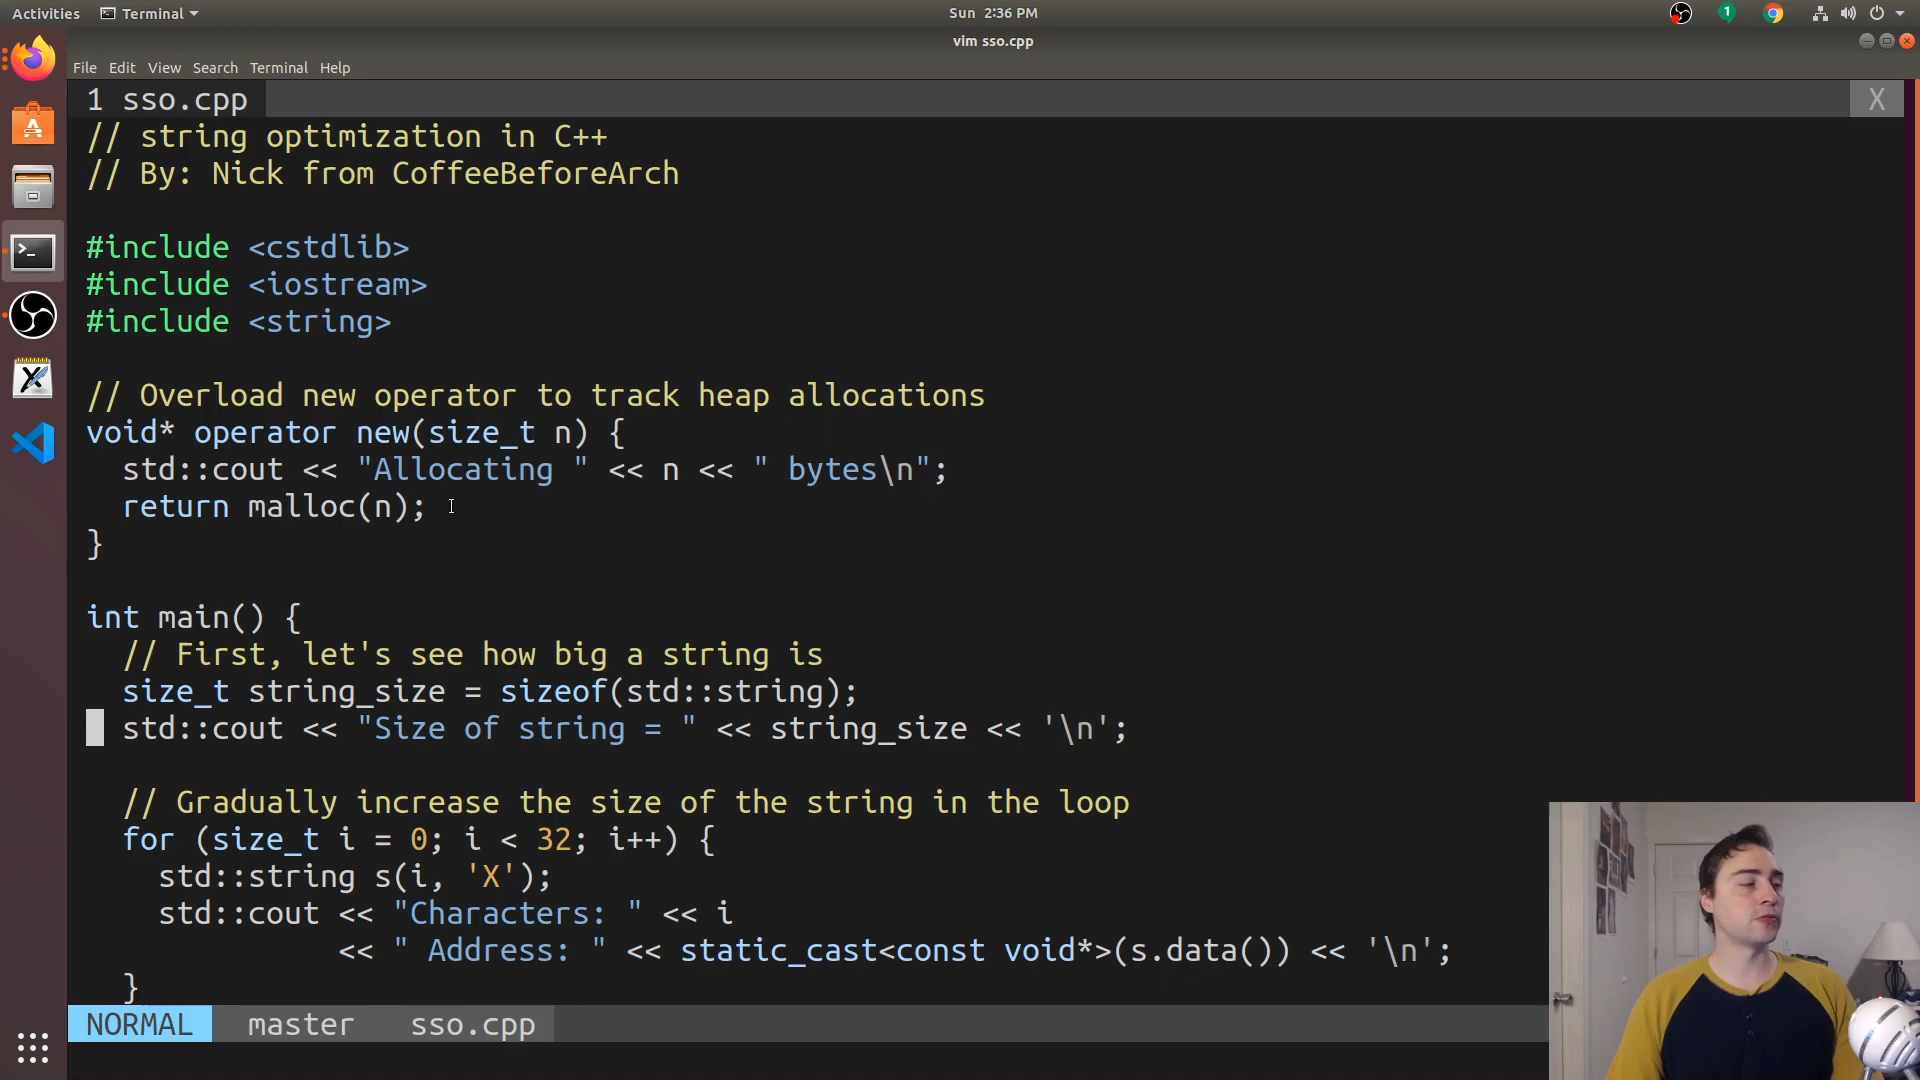 Activities Terminal Sun 2:36 PM 1
vim sso.cpp
File Edit View Search Terminal Help
1 sso.cpp X
// string optimization in C++
// By: Nick from CoffeeBeforeArch
#include <cstdlib>
#include <iostream>
#include <string>
// Overload new operator to track heap allocations
void* operator new(size_t n) {
  std::cout << "Allocating " << n << " bytes\n";
  return malloc(n);
}
int main() {
  // First, let's see how big a string is
  size_t string_size = sizeof(std::string);
  std::cout << "Size of string = " << string_size << '\n';
  // Gradually increase the size of the string in the loop
  for (size_t i = 0; i < 32; i++) {
    std::string s(i, 'X');
    std::cout << "Characters: " << i
              << " Address: " << static_cast<const void*>(s.data()) << '\n';
  }
NORMAL master sso.cpp